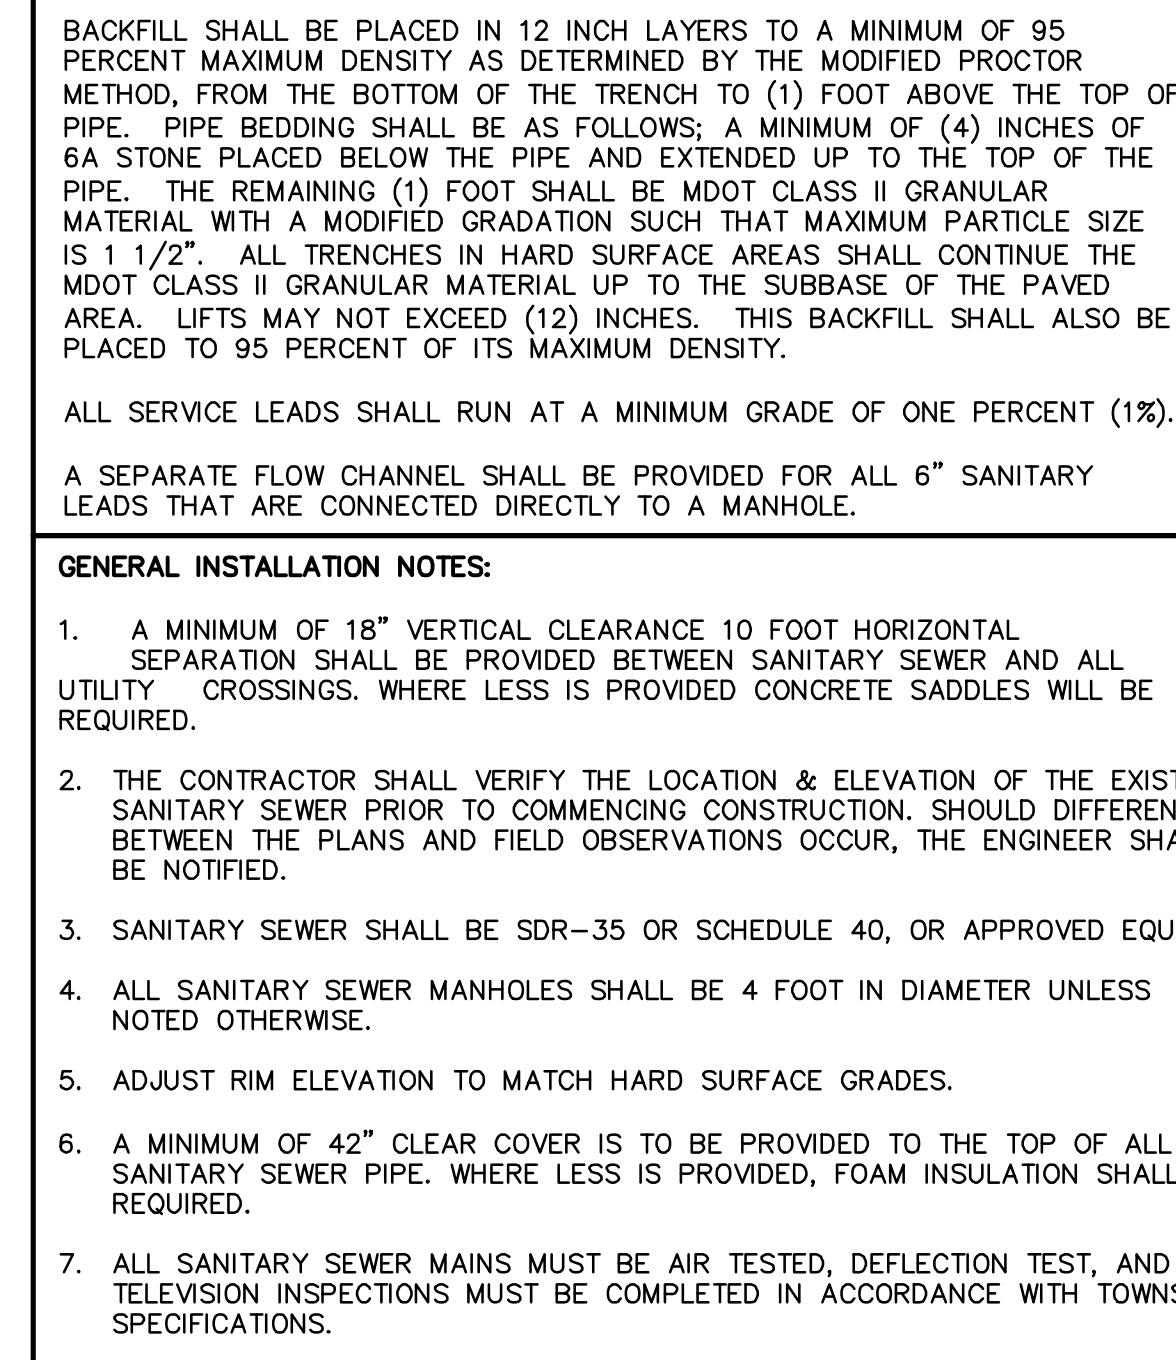 BACKFILL SHALL BE PLACED IN 12 INCH LAYERS TO A MINIMUM OF 95
PERCENT MAXIMUM DENSITY AS DETERMINED BY THE MODIFIED PROCTOR
METHOD, FROM THE BOTTOM OF THE TRENCH TO (1) FOOT ABOVE THE TOP OF
PIPE. PIPE BEDDING SHALL BE AS FOLLOWS; A MINIMUM OF (4) INCHES OF
6A STONE PLACED BELOW THE PIPE AND EXTENDED UP TO THE TOP OF THE
PIPE. THE REMAINING (1) FOOT SHALL BE MDOT CLASS II GRANULAR
MATERIAL WITH A MODIFIED GRADATION SUCH THAT MAXIMUM PARTICLE SIZE
IS 1 1/2". ALL TRENCHES IN HARD SURFACE AREAS SHALL CONTINUE THE
MDOT CLASS II GRANULAR MATERIAL UP TO THE SUBBASE OF THE PAVED
AREA. LIFTS MAY NOT EXCEED (12) INCHES. THIS BACKFILL SHALL ALSO BE
PLACED TO 95 PERCENT OF ITS MAXIMUM DENSITY.
ALL SERVICE LEADS SHALL RUN AT A MINIMUM GRADE OF ONE PERCENT (1%).
A SEPARATE FLOW CHANNEL SHALL BE PROVIDED FOR ALL 6" SANITARY
LEADS THAT ARE CONNECTED DIRECTLY TO A MANHOLE.
GENERAL INSTALLATION NOTES:
1. A MINIMUM OF 18" VERTICAL CLEARANCE 10 FOOT HORIZONTAL
SEPARATION SHALL BE PROVIDED BETWEEN SANITARY SEWER AND ALL
UTILITY CROSSINGS. WHERE LESS IS PROVIDED CONCRETE SADDLES WILL BE
REQUIRED.
2. THE CONTRACTOR SHALL VERIFY THE LOCATION & ELEVATION OF THE EXIST
SANITARY SEWER PRIOR TO COMMENCING CONSTRUCTION. SHOULD DIFFEREN
BETWEEN THE PLANS AND FIELD OBSERVATIONS OCCUR, THE ENGINEER SHA
BE NOTIFIED.
3. SANITARY SEWER SHALL BE SDR-35 OR SCHEDULE 40, OR APPROVED EQU
4. ALL SANITARY SEWER MANHOLES SHALL BE 4 FOOT IN DIAMETER UNLESS
NOTED OTHERWISE.
5. ADJUST RIM ELEVATION TO MATCH HARD SURFACE GRADES.
6. A MINIMUM OF 42" CLEAR COVER IS TO BE PROVIDED TO THE TOP OF ALL
SANITARY SEWER PIPE. WHERE LESS IS PROVIDED, FOAM INSULATION SHALL
REQUIRED.
7. ALL SANITARY SEWER MAINS MUST BE AIR TESTED, DEFLECTION TEST, AND
TELEVISION INSPECTIONS MUST BE COMPLETED IN ACCORDANCE WITH TOWNS
SPECIFICATIONS.